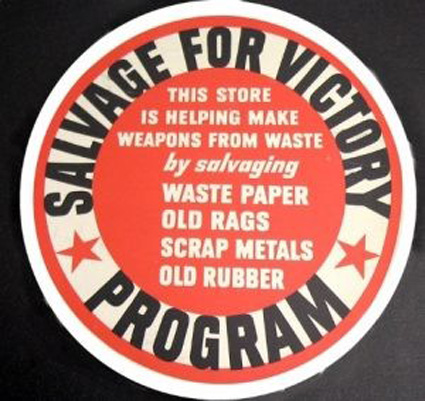 SALVAGE FOR VICTORY
THIS STORE
IS HELPING MAKE
WEAPONS FROM WASTE
by salvaging
WASTE PAPER
OLD RAGS
SCRAP METALS
OLD RUBBER
PROGRAM